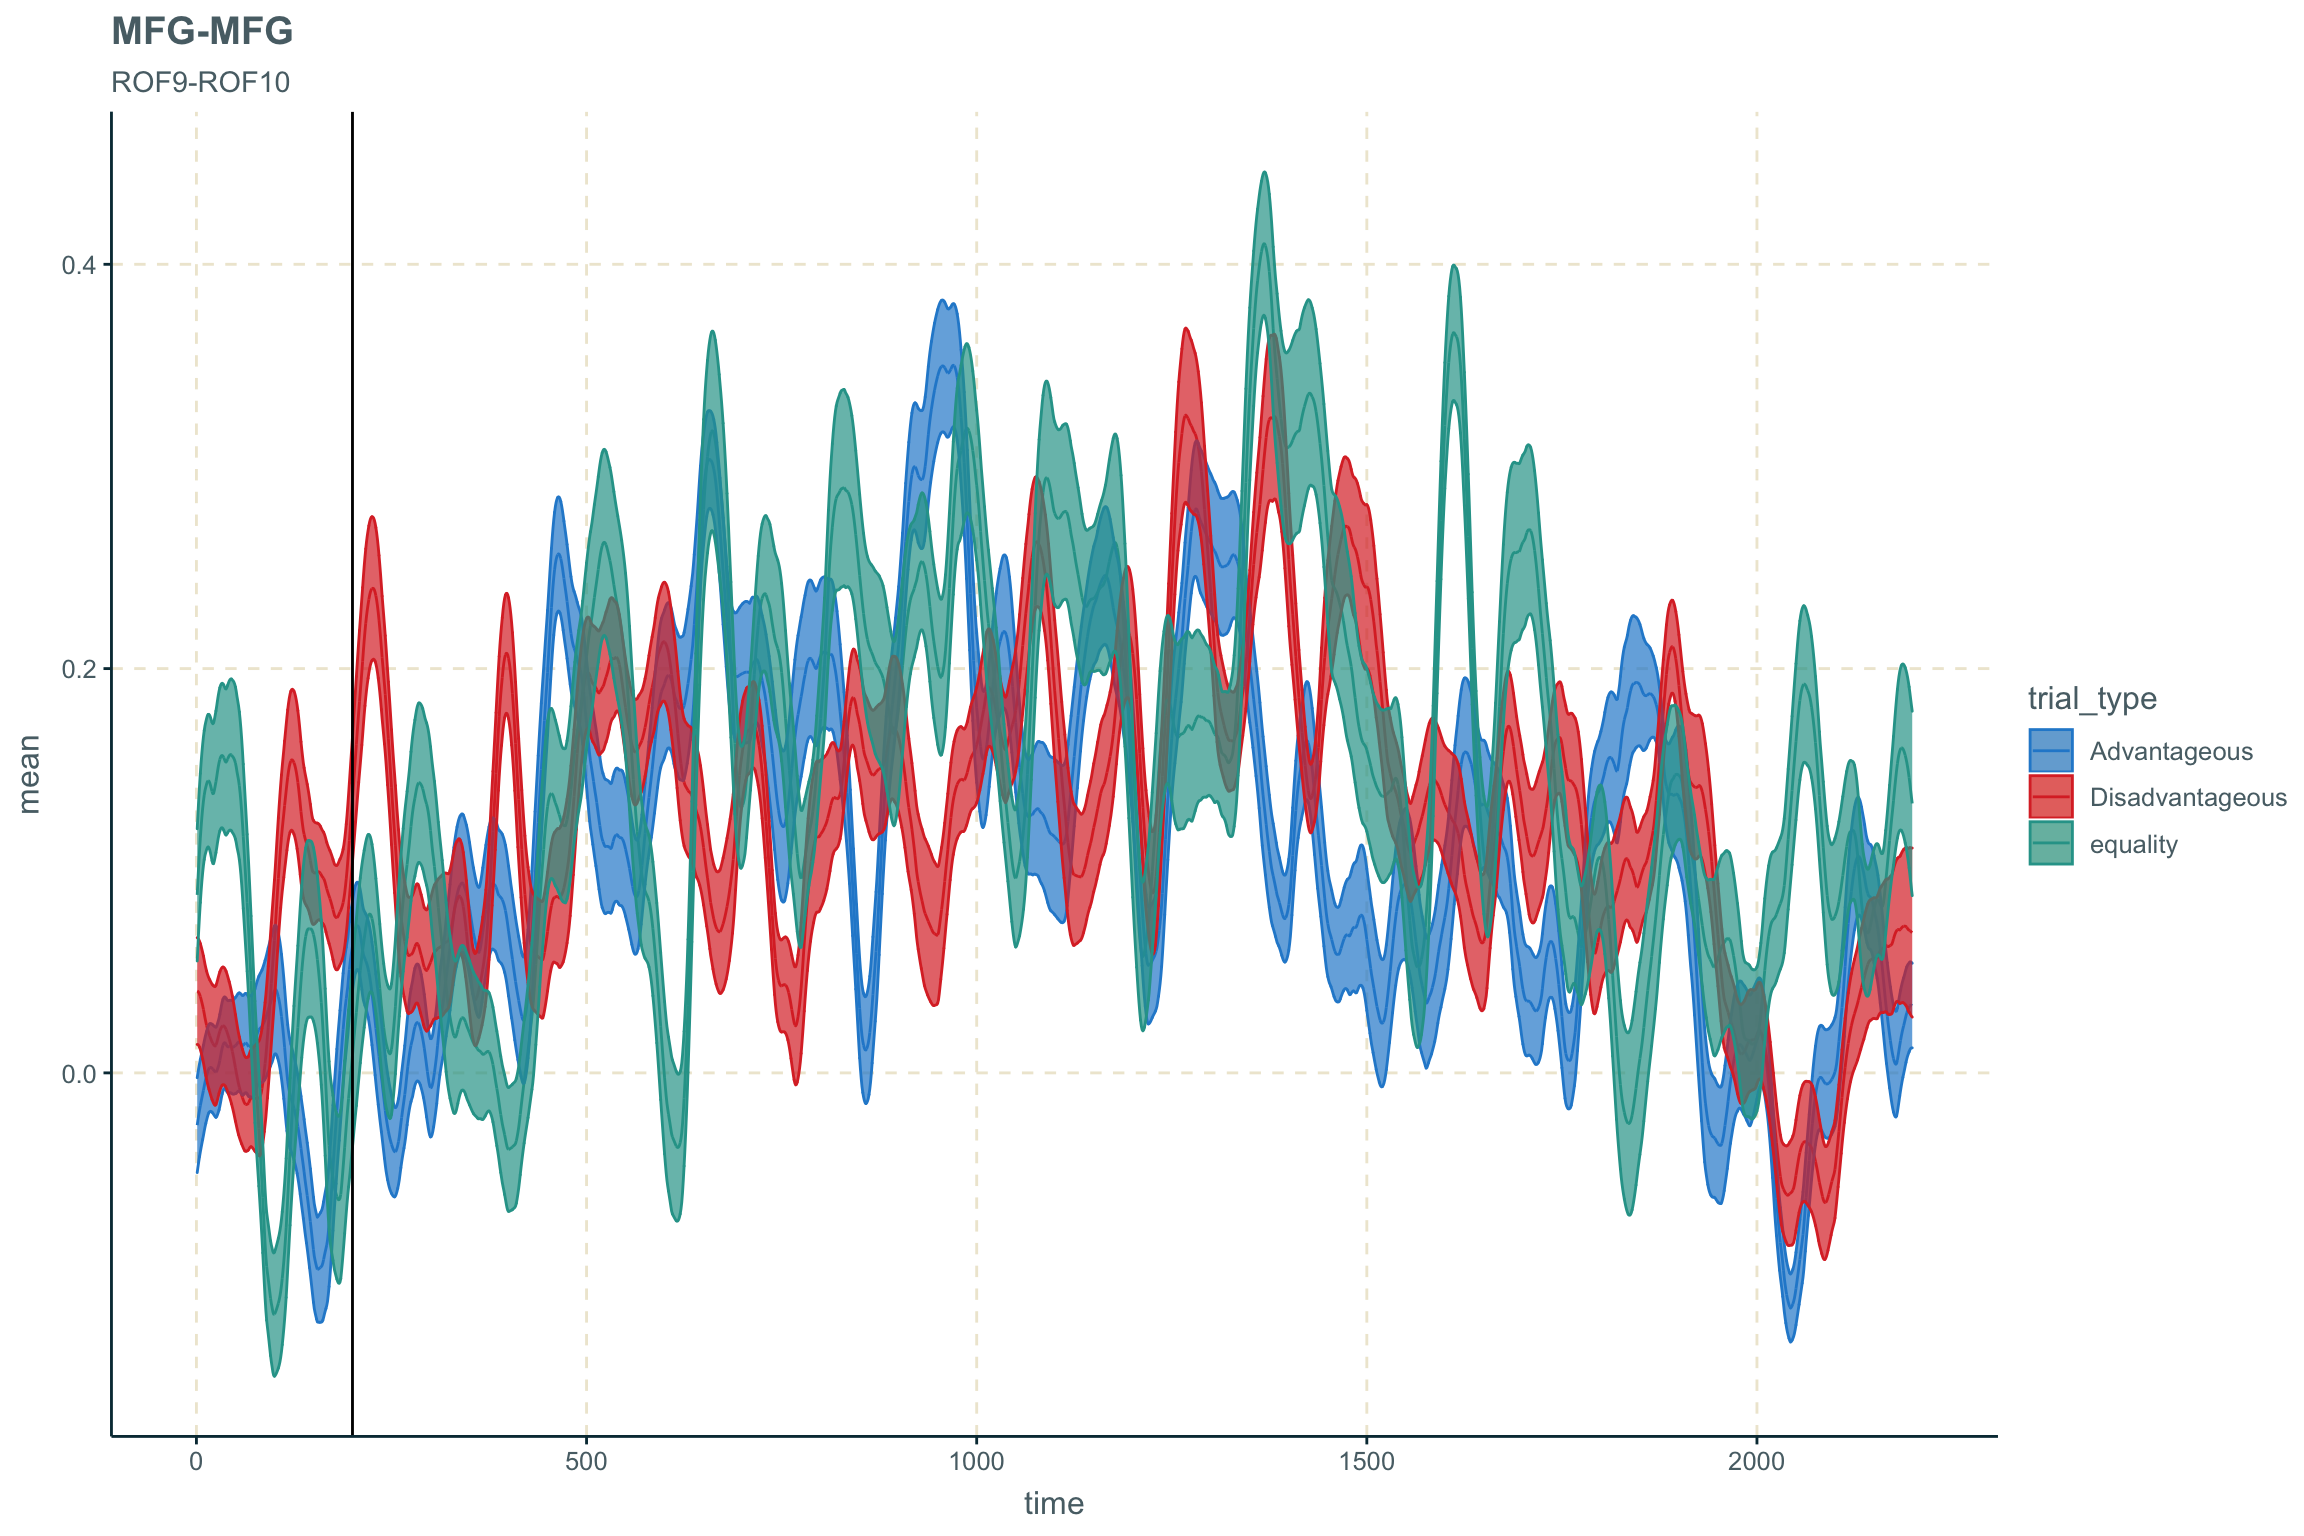 MFG-MFG
ROF9-ROF10
0.4
0.2
0.0
mean
0 500 1000 1500 2000
time
trial_type
Advantageous
Disadvantageous
equality